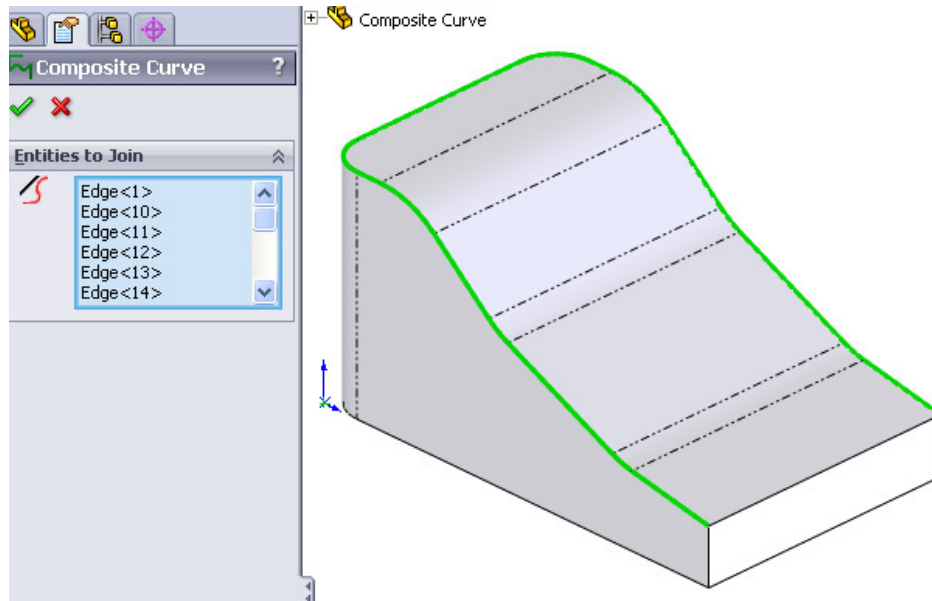 Composite Curve
Composite Curve ?
Entities to Join
Edge<1>
Edge<10>
Edge<11>
Edge<12>
Edge<13>
Edge<14>